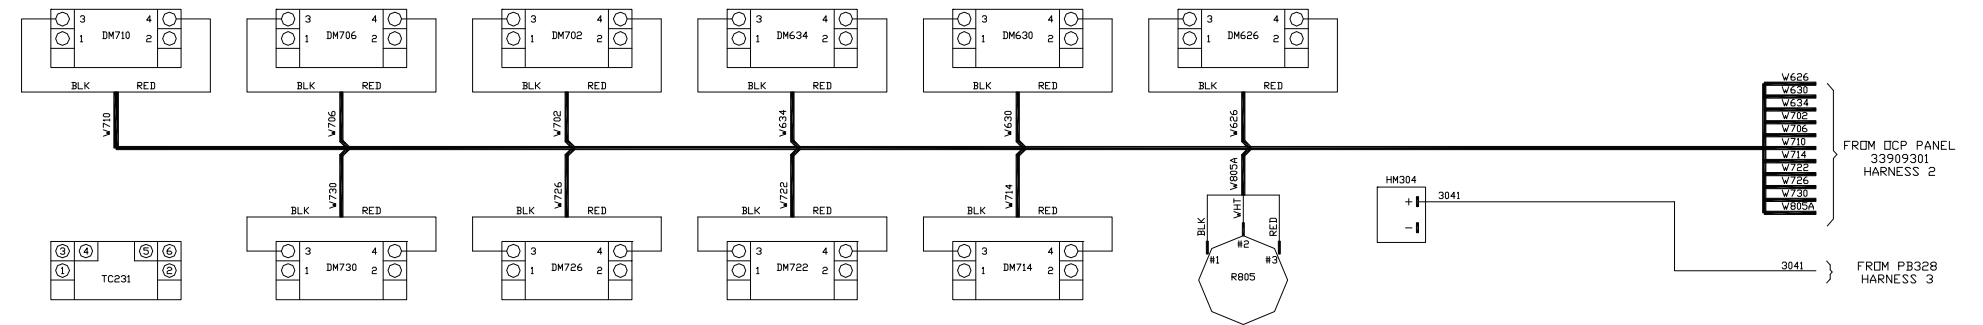 3 4 3 4 3 4 3 4 3 4 3 4
DM710 DM706 DM702 DM634 DM630 DM626
1 2 1 2 1 2 1 2 1 2 1 2
BLK RED BLK RED BLK RED BLK RED BLK RED BLK RED
W710 W706 W702 W634 W630 W626
W626
W630
W634
W702
W706
W710
W714
W722
W726
W730
W805A
FROM OCP PANEL
33909301
HARNESS 2
W730 W726 W722 W714 W805A
BLK RED BLK RED BLK RED BLK RED
BLK WHT RED
HM304
+ 3041
-
3 4 5 6
1 2
TC231
3 4 3 4 3 4 3 4
DM730 DM726 DM722 DM714
1 2 1 2 1 2 1 2
#2
#1 #3
R805
3041
FROM PB328
HARNESS 3